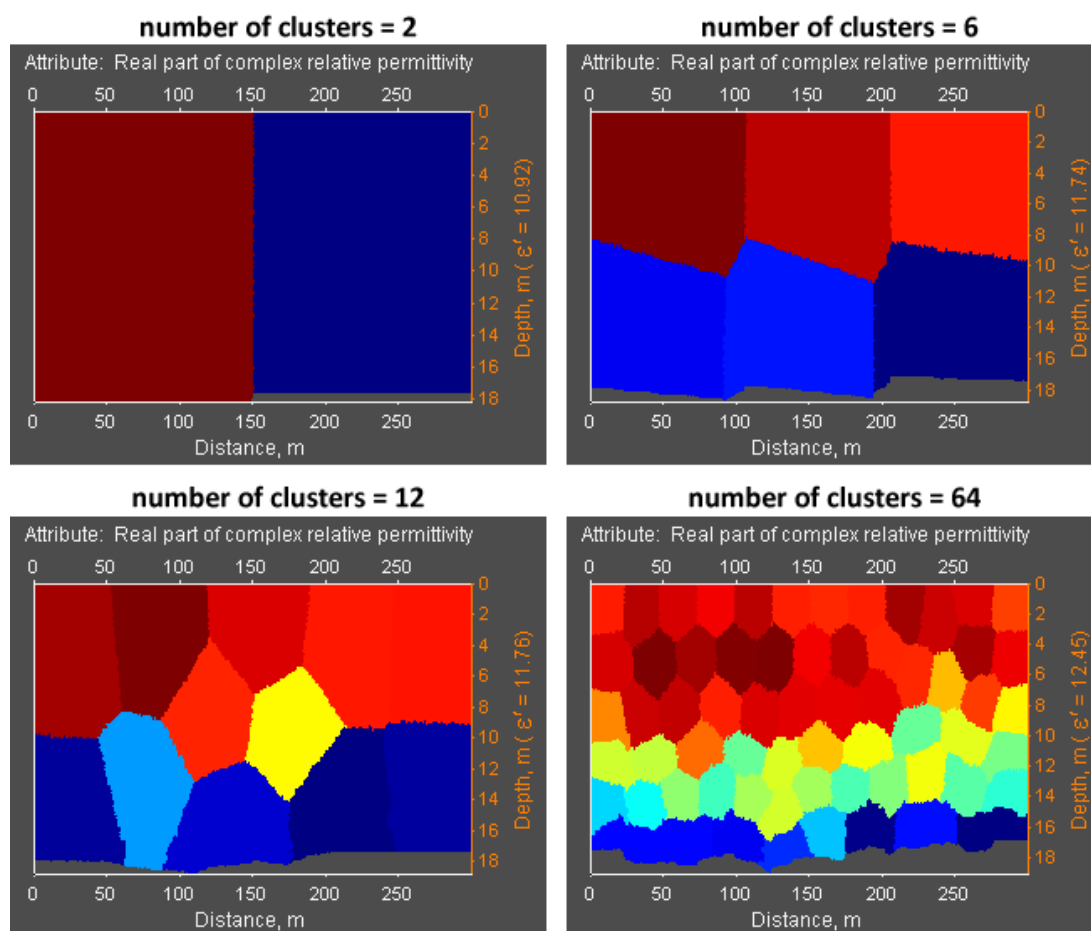 number of clusters = 2
Attribute: Real part of complex relative permittivity
0 50 100 150 200 250
0
2
4
6
8
10
12
14
16
18
Depth, m ( ε' = 10.92)
0 50 100 150 200 250
Distance, m
number of clusters = 6
Attribute: Real part of complex relative permittivity
0 50 100 150 200 250
0
2
4
6
8
10
12
14
16
18
Depth, m ( ε' = 11.74)
0 50 100 150 200 250
Distance, m
number of clusters = 12
Attribute: Real part of complex relative permittivity
0 50 100 150 200 250
0
2
4
6
8
10
12
14
16
18
Depth, m ( ε' = 11.76)
0 50 100 150 200 250
Distance, m
number of clusters = 64
Attribute: Real part of complex relative permittivity
0 50 100 150 200 250
0
2
4
6
8
10
12
14
16
18
Depth, m ( ε' = 12.45)
0 50 100 150 200 250
Distance, m